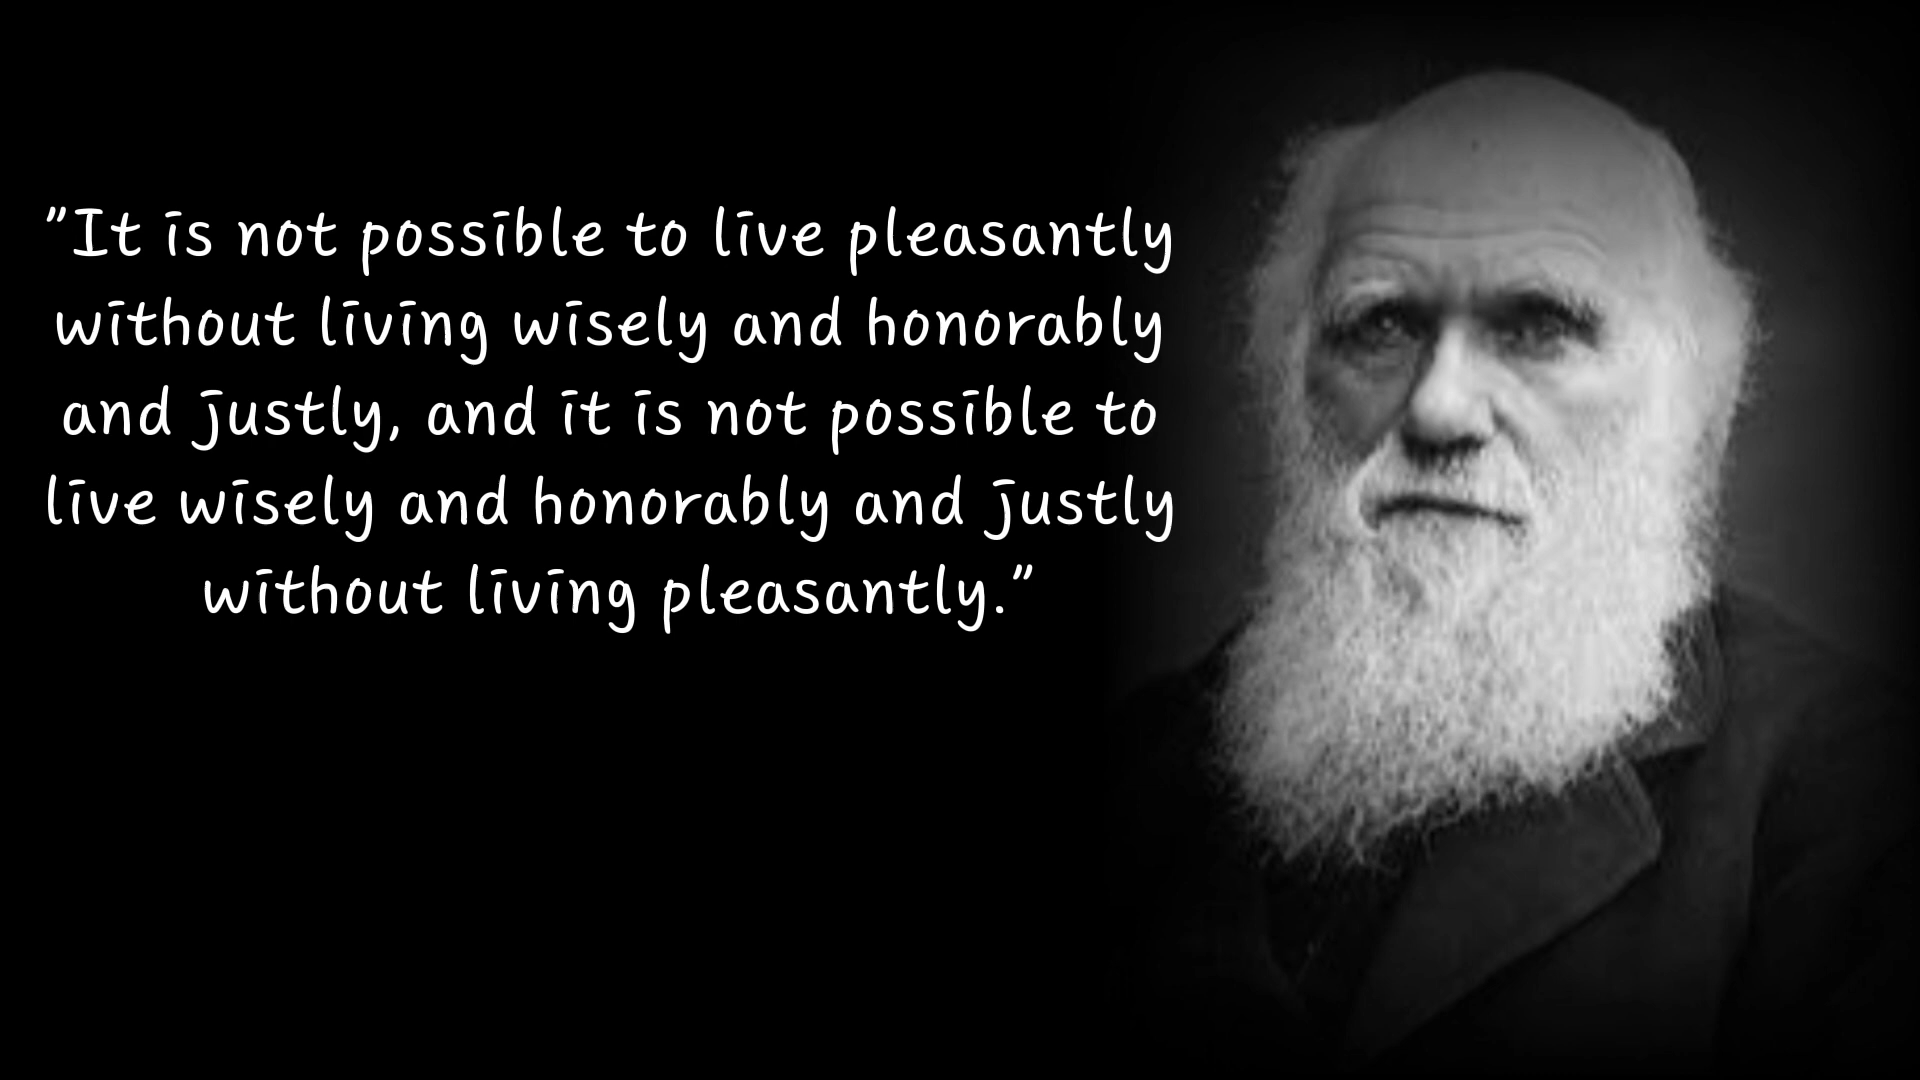 "It is not possible to live pleasantly
without living wisely and honorably
and justly, and it is not possible to
live wisely and honorably and justly
without living pleasantly."